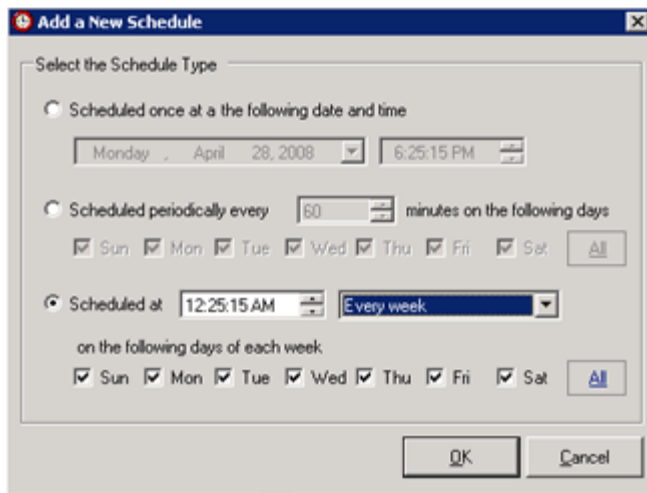 Add a New Schedule
Select the Schedule Type
Scheduled once at a the following date and time
Monday , April 28, 2008 6:25:15 PM
Scheduled periodically every 60 minutes on the following days
Sun Mon Tue Wed Thu Fri Sat All
Scheduled at 12:25:15 AM Every week
on the following days of each week
Sun Mon Tue Wed Thu Fri Sat All
OK Cancel